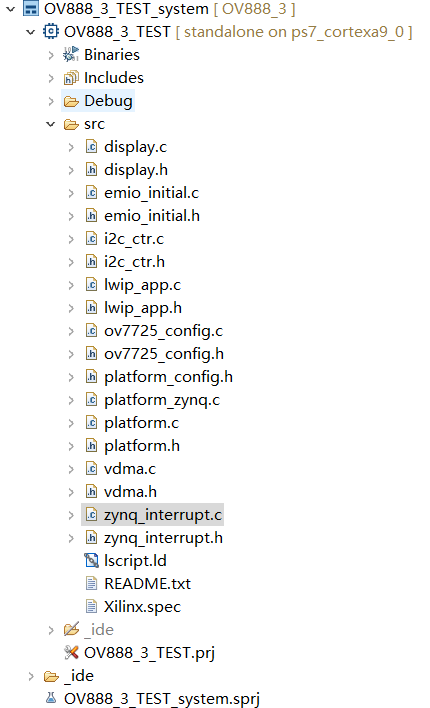 OV888_3_TEST_system [ OV888_3 ]
OV888_3_TEST [ standalone on ps7_cortexa9_0 ]
Binaries
Includes
Debug
src
display.c
display.h
emio_initial.c
emio_initial.h
i2c_ctr.c
i2c_ctr.h
lwip_app.c
lwip_app.h
ov7725_config.c
ov7725_config.h
platform_config.h
platform_zynq.c
platform.c
platform.h
vdma.c
vdma.h
zynq_interrupt.c
zynq_interrupt.h
lscript.ld
README.txt
Xilinx.spec
_ide
OV888_3_TEST.prj
_ide
OV888_3_TEST_system.sprj